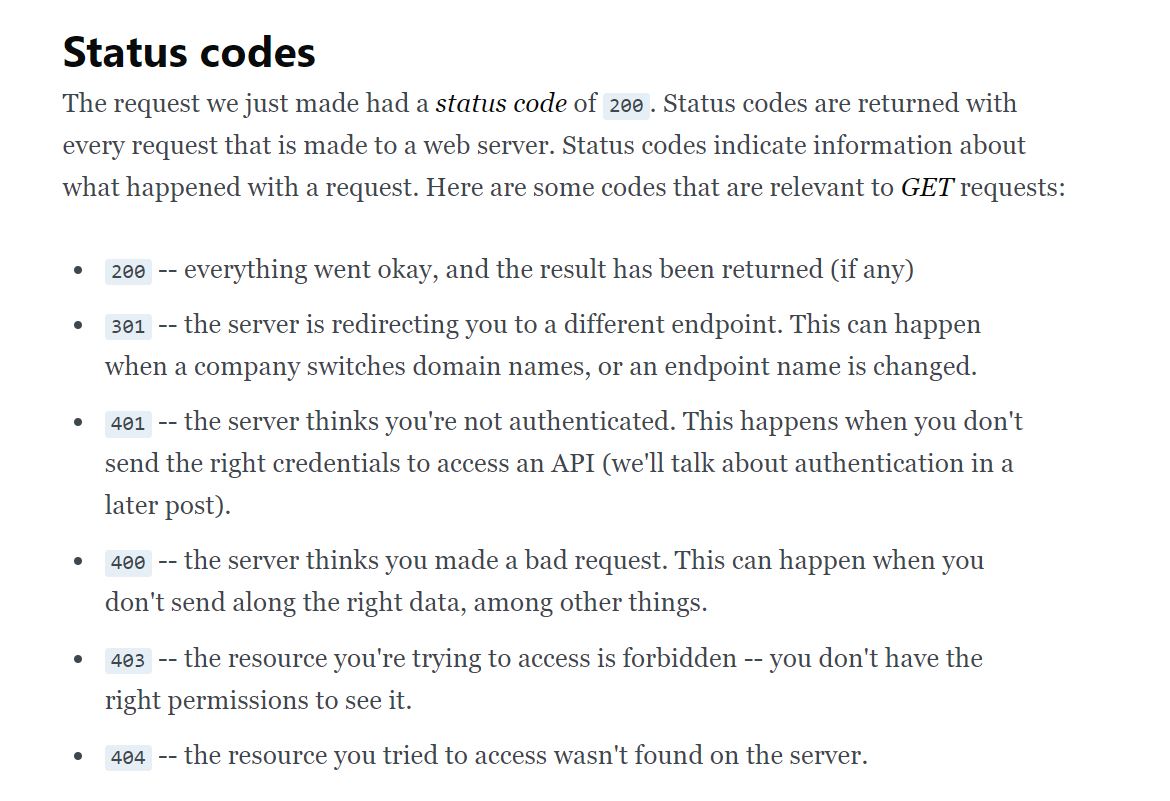 Status codes
The request we just made had a status code of 200. Status codes are returned with
every request that is made to a web server. Status codes indicate information about
what happened with a request. Here are some codes that are relevant to GET requests:
• 200 -- everything went okay, and the result has been returned (if any)
• 301 -- the server is redirecting you to a different endpoint. This can happen
when a company switches domain names, or an endpoint name is changed.
• 401 -- the server thinks you're not authenticated. This happens when you don't
send the right credentials to access an API (we'll talk about authentication in a
later post).
• 400 -- the server thinks you made a bad request. This can happen when you
don't send along the right data, among other things.
• 403 -- the resource you're trying to access is forbidden -- you don't have the
right permissions to see it.
• 404 -- the resource you tried to access wasn't found on the server.